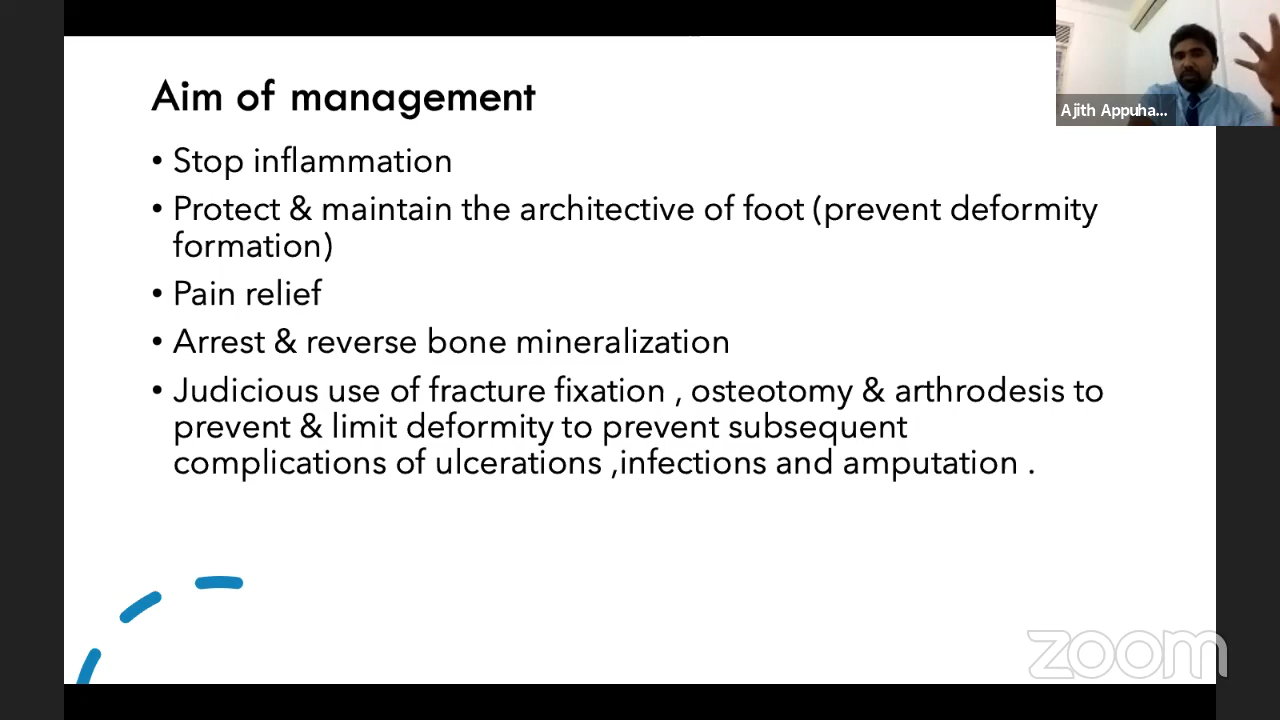 Aim of management
• Stop inflammation
• Protect & maintain the architective of foot (prevent deformity
formation)
• Pain relief
• Arrest & reverse bone mineralization
• Judicious use of fracture fixation , osteotomy & arthrodesis to
prevent & limit deformity to prevent subsequent
complications of ulcerations ,infections and amputation .
Ajith Appuha...
zoom